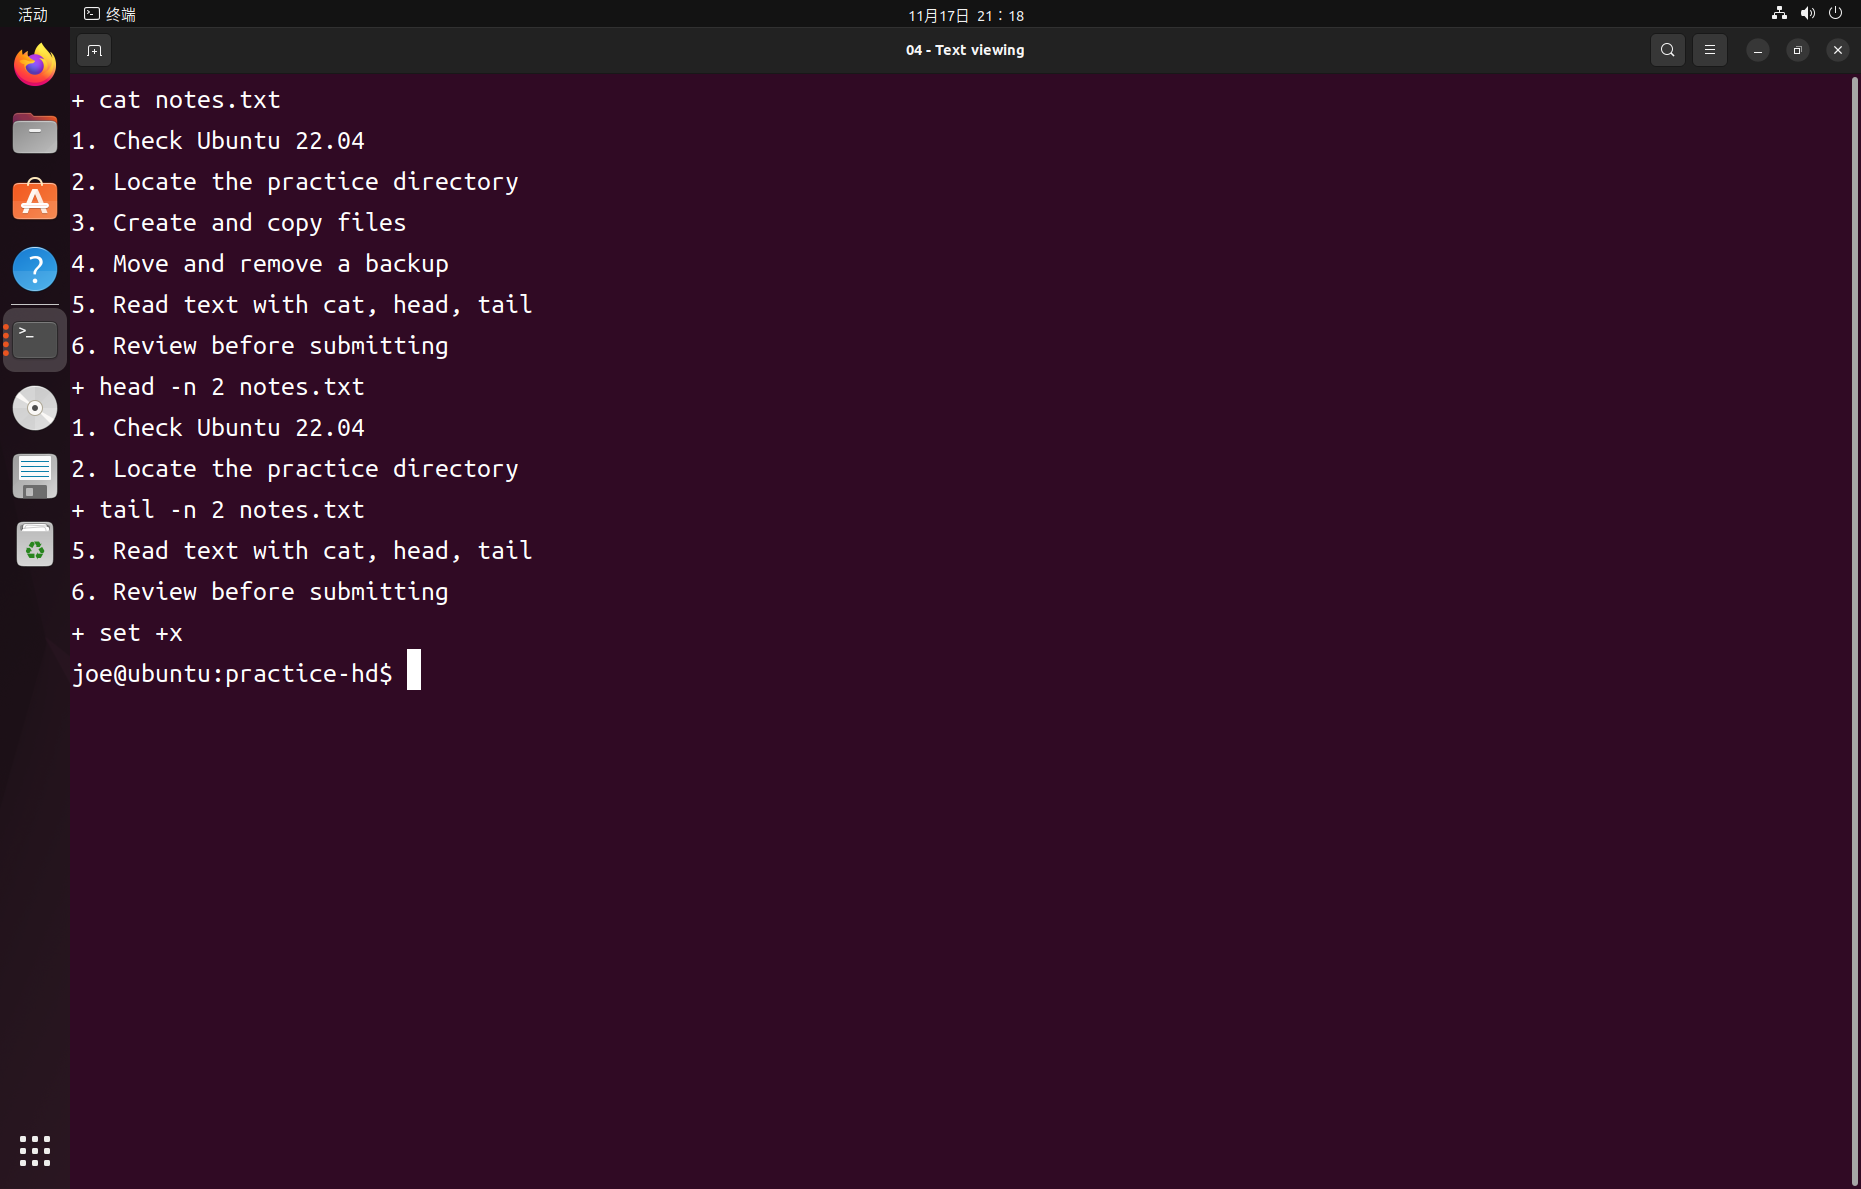 活动 终端 11月17日 21：18
04 - Text viewing
+ cat notes.txt
1. Check Ubuntu 22.04
2. Locate the practice directory
3. Create and copy files
4. Move and remove a backup
5. Read text with cat, head, tail
6. Review before submitting
+ head -n 2 notes.txt
1. Check Ubuntu 22.04
2. Locate the practice directory
+ tail -n 2 notes.txt
5. Read text with cat, head, tail
6. Review before submitting
+ set +x
joe@ubuntu:practice-hd$